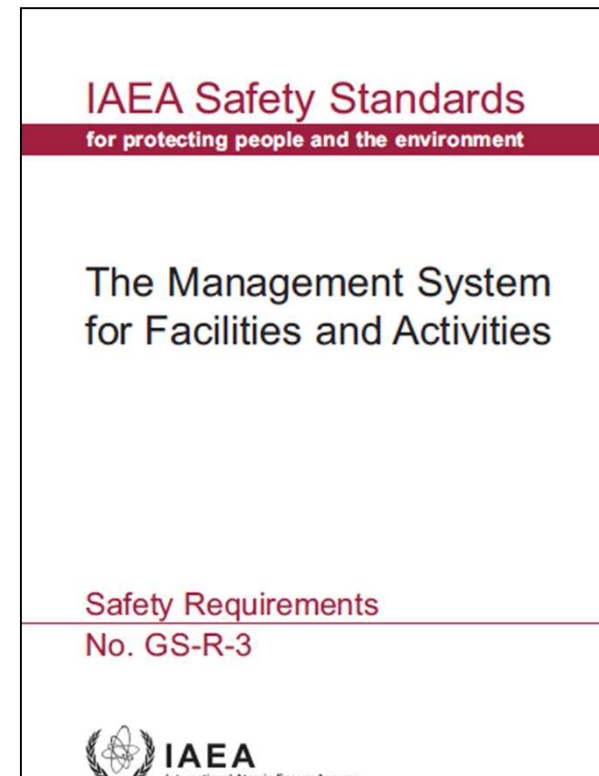 IAEA Safety Standards
for protecting people and the environment
The Management System
for Facilities and Activities
Safety Requirements
No. GS-R-3
IAEA